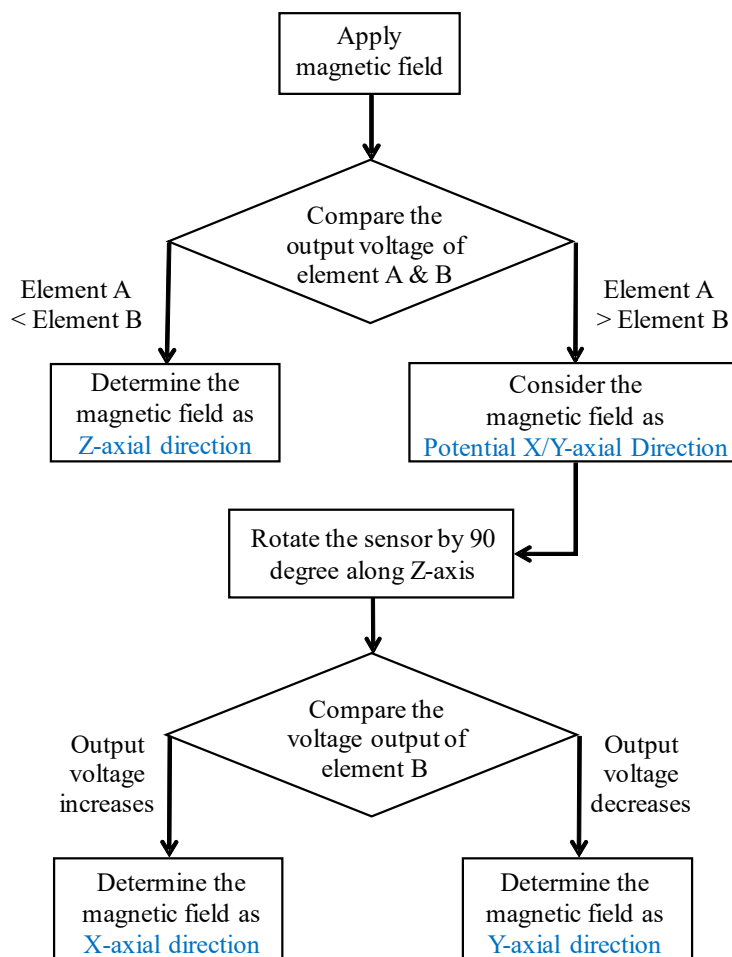 Apply
magnetic field
Compare the
output voltage of
element A & B
Element A
< Element B
Element A
> Element B
Determine the
magnetic field as
Z-axial direction
Consider the
magnetic field as
Potential X/Y-axial Direction
Rotate the sensor by 90
degree along Z-axis
Compare the
voltage output of
element B
Output
voltage
increases
Output
voltage
decreases
Determine the
magnetic field as
X-axial direction
Determine the
magnetic field as
Y-axial direction